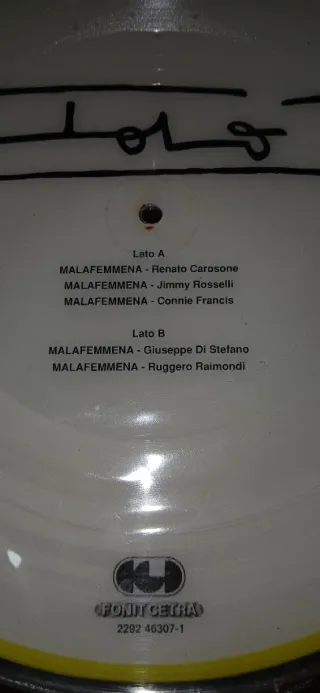 Lato A
MALAFEMMENA - Renato Carosone
MALAFEMMENA - Jimmy Rosselli
MALAFEMMENA - Connie Francis
Lato B
MALAFEMMENA - Giuseppe Di Stefano
MALAFEMMENA - Ruggero Raimondi
FONIT CETRA
2292 46307-1